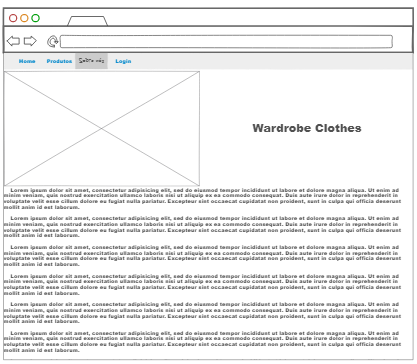 Home Produtos Sobre nós Login
Wardrobe Clothes
Lorem ipsum dolor sit amet, consectetur adipisicing elit, sed do eiusmod tempor incididunt ut labore et dolore magna aliqua. Ut enim ad
minim veniam, quis nostrud exercitation ullamco laboris nisi ut aliquip ex ea commodo consequat. Duis aute irure dolor in reprehenderit in
voluptate velit esse cillum dolore eu fugiat nulla pariatur. Excepteur sint occaecat cupidatat non proident, sunt in culpa qui officia deserunt
mollit anim id est laborum.
Lorem ipsum dolor sit amet, consectetur adipisicing elit, sed do eiusmod tempor incididunt ut labore et dolore magna aliqua. Ut enim ad
minim veniam, quis nostrud exercitation ullamco laboris nisi ut aliquip ex ea commodo consequat. Duis aute irure dolor in reprehenderit in
voluptate velit esse cillum dolore eu fugiat nulla pariatur. Excepteur sint occaecat cupidatat non proident, sunt in culpa qui officia deserunt
mollit anim id est laborum.
Lorem ipsum dolor sit amet, consectetur adipisicing elit, sed do eiusmod tempor incididunt ut labore et dolore magna aliqua. Ut enim ad
minim veniam, quis nostrud exercitation ullamco laboris nisi ut aliquip ex ea commodo consequat. Duis aute irure dolor in reprehenderit in
voluptate velit esse cillum dolore eu fugiat nulla pariatur. Excepteur sint occaecat cupidatat non proident, sunt in culpa qui officia deserunt
mollit anim id est laborum.
Lorem ipsum dolor sit amet, consectetur adipisicing elit, sed do eiusmod tempor incididunt ut labore et dolore magna aliqua. Ut enim ad
minim veniam, quis nostrud exercitation ullamco laboris nisi ut aliquip ex ea commodo consequat. Duis aute irure dolor in reprehenderit in
voluptate velit esse cillum dolore eu fugiat nulla pariatur. Excepteur sint occaecat cupidatat non proident, sunt in culpa qui officia deserunt
mollit anim id est laborum.
Lorem ipsum dolor sit amet, consectetur adipisicing elit, sed do eiusmod tempor incididunt ut labore et dolore magna aliqua. Ut enim ad
minim veniam, quis nostrud exercitation ullamco laboris nisi ut aliquip ex ea commodo consequat. Duis aute irure dolor in reprehenderit in
voluptate velit esse cillum dolore eu fugiat nulla pariatur. Excepteur sint occaecat cupidatat non proident, sunt in culpa qui officia deserunt
mollit anim id est laborum.
Lorem ipsum dolor sit amet, consectetur adipisicing elit, sed do eiusmod tempor incididunt ut labore et dolore magna aliqua. Ut enim ad
minim veniam, quis nostrud exercitation ullamco laboris nisi ut aliquip ex ea commodo consequat. Duis aute irure dolor in reprehenderit in
voluptate velit esse cillum dolore eu fugiat nulla pariatur. Excepteur sint occaecat cupidatat non proident, sunt in culpa qui officia deserunt
mollit anim id est laborum.